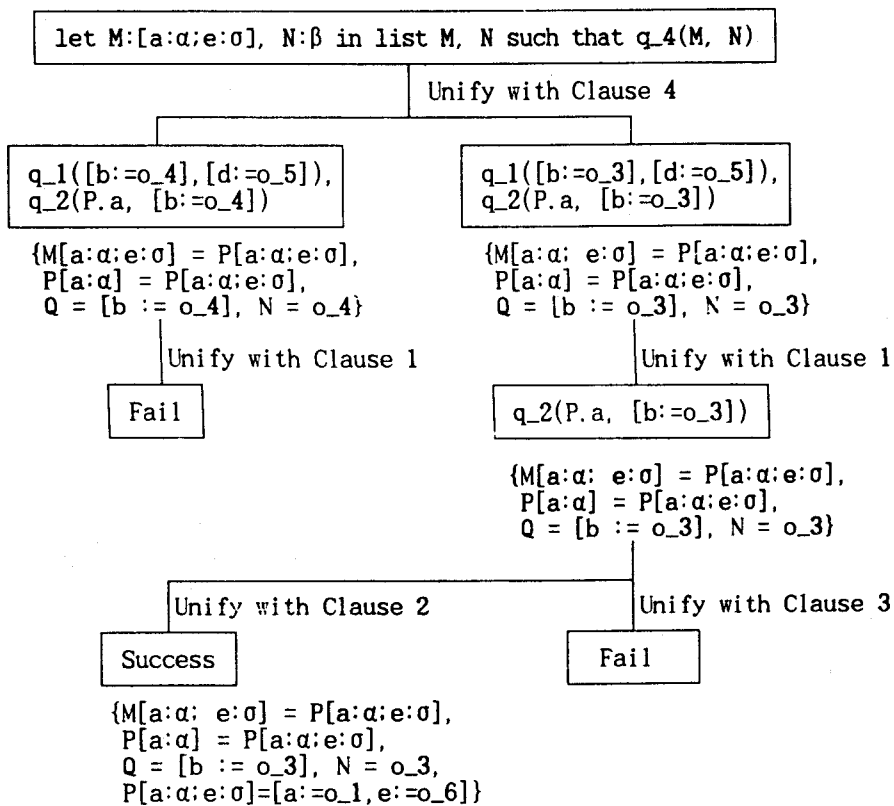 let M:[a:α;e:σ], N:β in list M, N such that q_4(M, N)
Unify with Clause 4
q_1([b:=o_4],[d:=o_5]),
q_2(P.a, [b:=o_4])
{M[a:α;e:σ] = P[a:α;e:σ],
P[a:α] = P[a:α;e:σ],
Q = [b := o_4], N = o_4}
Unify with Clause 1
Fail
q_1([b:=o_3],[d:=o_5]),
q_2(P.a, [b:=o_3])
{M[a:α; e:σ] = P[a:α;e:σ],
P[a:α] = P[a:α;e:σ],
Q = [b := o_3], N = o_3}
Unify with Clause 1
q_2(P.a, [b:=o_3])
{M[a:α; e:σ] = P[a:α;e:σ],
P[a:α] = P[a:α;e:σ],
Q = [b := o_3], N = o_3}
Unify with Clause 2
Success
{M[a:α; e:σ] = P[a:α;e:σ],
P[a:α] = P[a:α;e:σ],
Q = [b := o_3], N = o_3,
P[a:α;e:σ]=[a:=o_1,e:=o_6]}
Unify with Clause 3
Fail